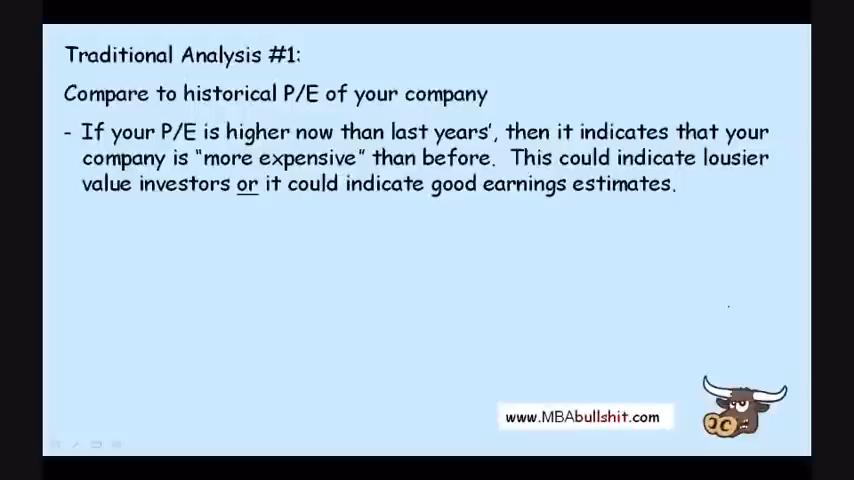 Traditional Analysis #1:
Compare to historical P/E of your company
- If your P/E is higher now than last years’, then it indicates that your
company is “more expensive” than before. This could indicate lousier
value investors or it could indicate good earnings estimates.
www.MBAbullshit.com